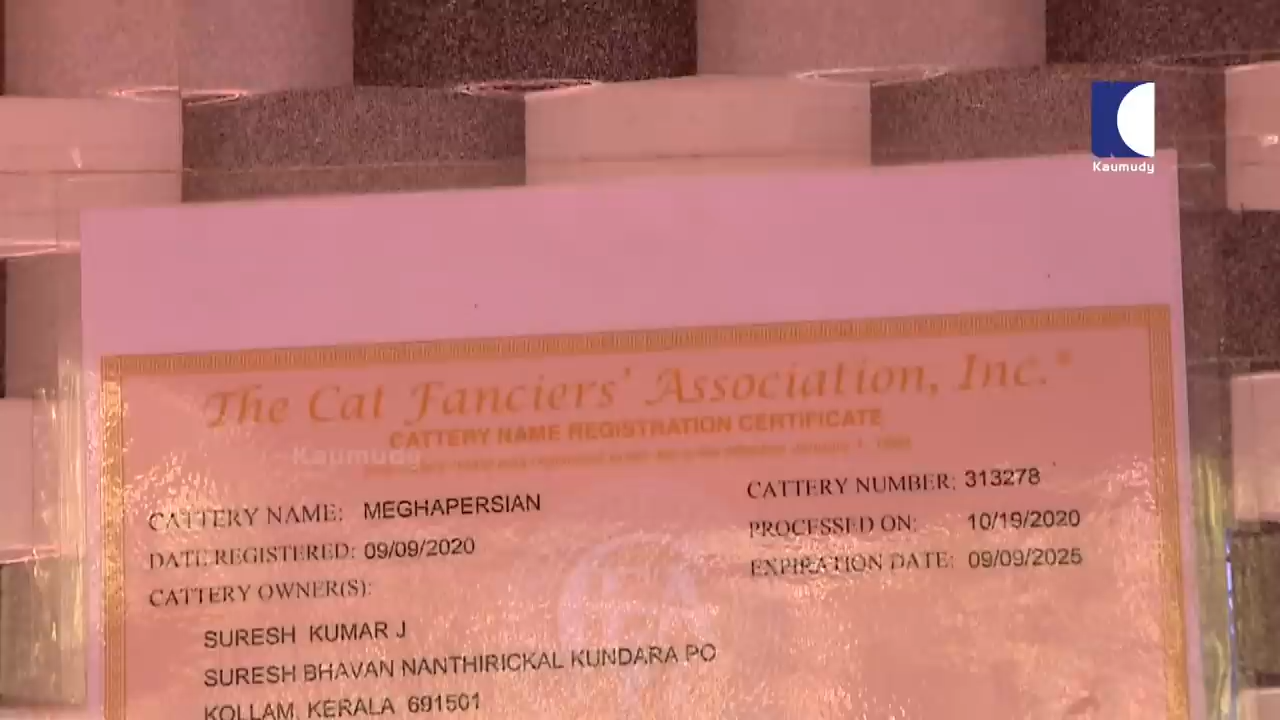 Kaumudy
The Cat Fanciers' Association, Inc.®
CATTERY NAME REGISTRATION CERTIFICATE
Kaumudy
CATTERY NAME: MEGHAPERSIAN
CATTERY NUMBER: 313278
DATE REGISTERED: 09/09/2020
PROCESSED ON: 10/19/2020
CATTERY OWNER(S):
EXPIRATION DATE: 09/09/2025
SURESH KUMAR J
SURESH BHAVAN NANTHIRICKAL KUNDARA PO
KOLLAM, KERALA 691501